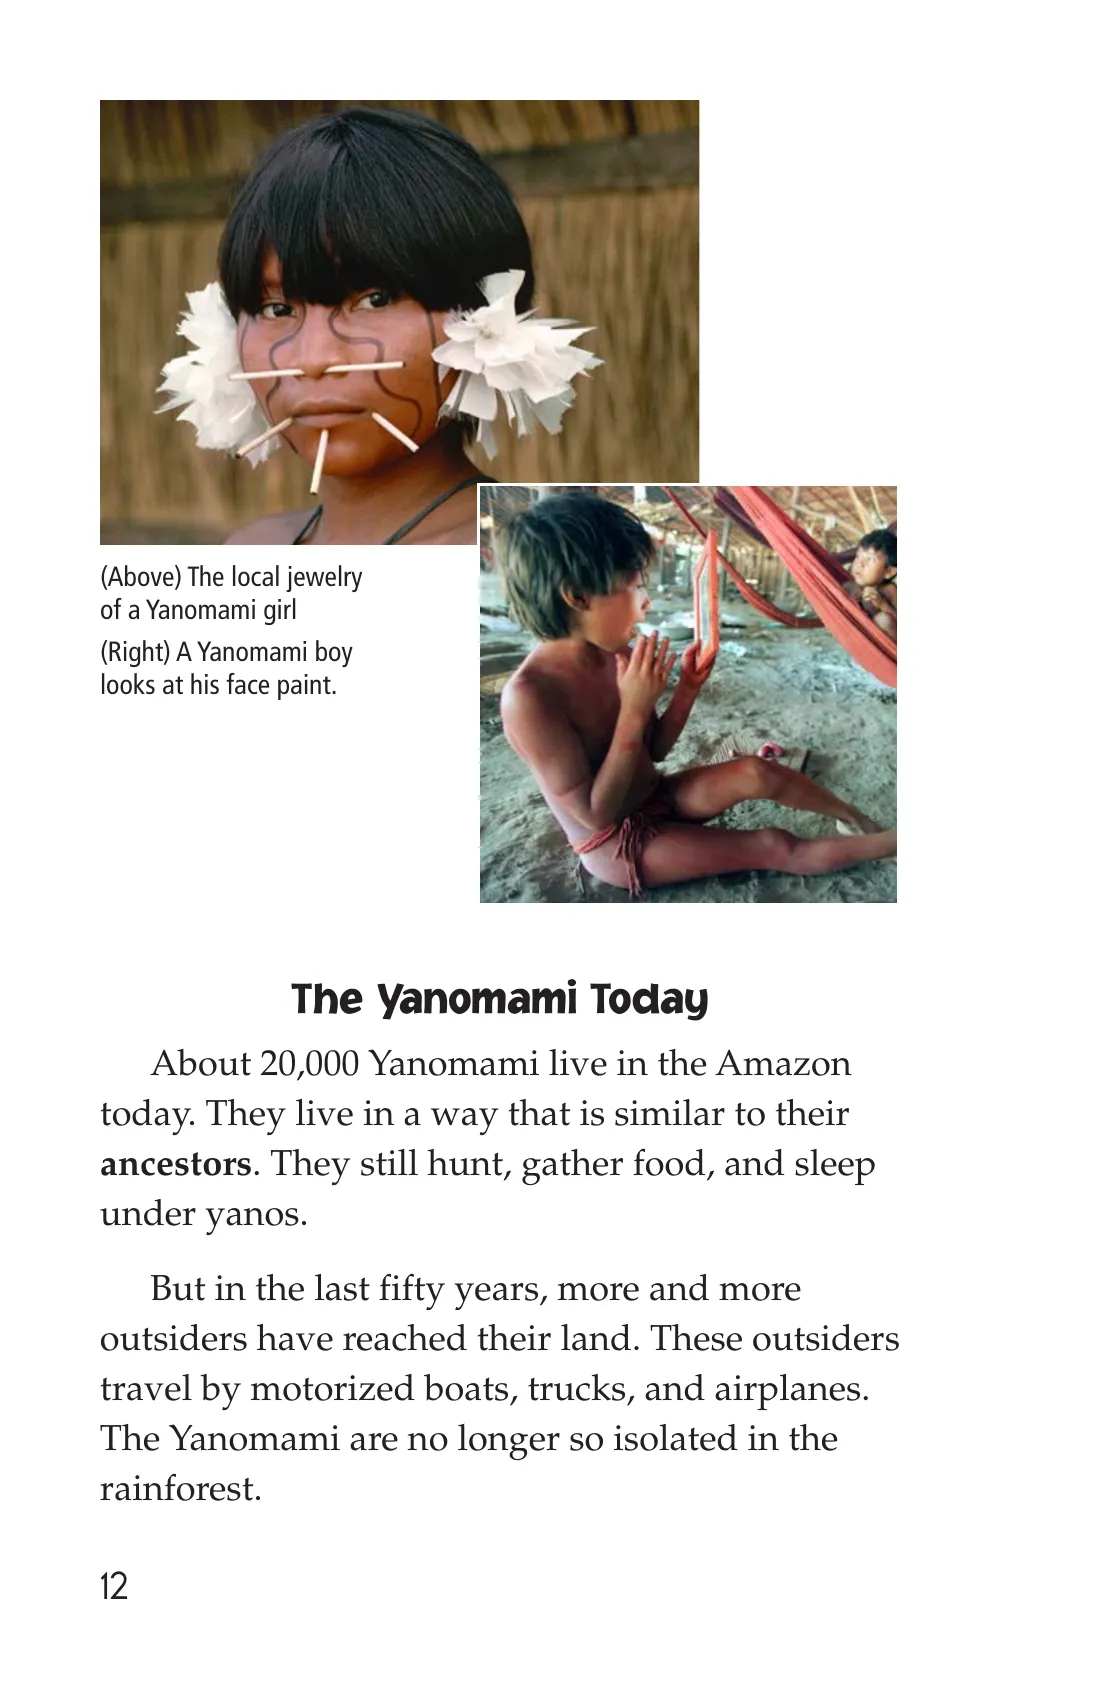 (Above) The local jewelry
of a Yanomami girl
(Right) A Yanomami boy
looks at his face paint.
The Yanomami Today
About 20,000 Yanomami live in the Amazon
today. They live in a way that is similar to their
ancestors. They still hunt, gather food, and sleep
under yanos.
But in the last fifty years, more and more
outsiders have reached their land. These outsiders
travel by motorized boats, trucks, and airplanes.
The Yanomami are no longer so isolated in the
rainforest.
12